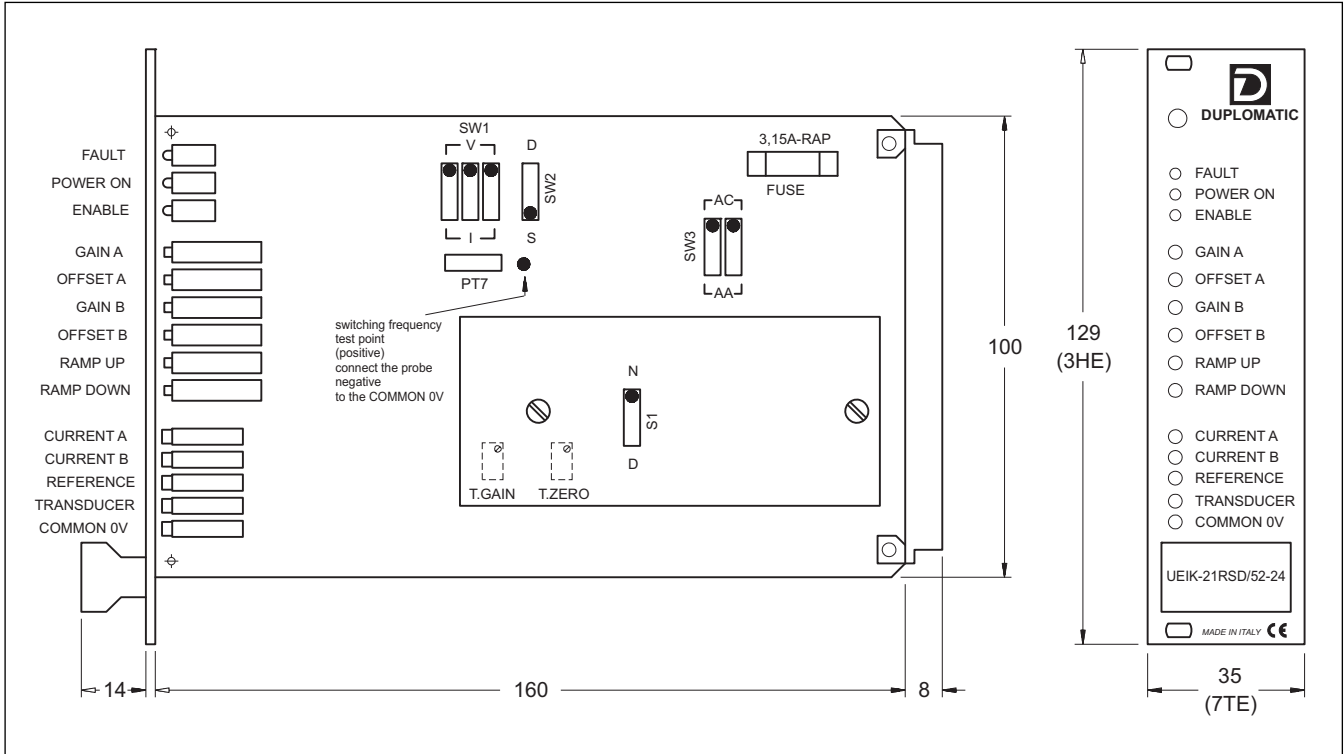 FAULT
POWER ON
ENABLE
GAIN A
OFFSET A
GAIN B
OFFSET B
RAMP UP
RAMP DOWN
CURRENT A
CURRENT B
REFERENCE
TRANSDUCER
COMMON 0V
SW1
V
I
D
SW2
S
PT7
switching frequency
test point
(positive)
connect the probe
negative
to the COMMON 0V
3,15A-RAP
FUSE
AC
SW3
AA
N
S1
D
T.GAIN
T.ZERO
14
160
8
100
129
(3HE)
D
DUPLOMATIC
FAULT
POWER ON
ENABLE
GAIN A
OFFSET A
GAIN B
OFFSET B
RAMP UP
RAMP DOWN
CURRENT A
CURRENT B
REFERENCE
TRANSDUCER
COMMON 0V
UEIK-21RSD/52-24
MADE IN ITALY CE
35
(7TE)